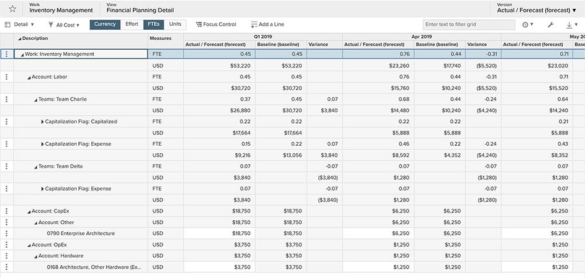 Work View Version
Inventory Management Financial Planning Detail Actual / Forecast (forecast)
Detail All Cost Currency Effort FTEs Units Focus Control Add a Line Enter text to filter grid
Q1 2019 Apr 2019 May 20
Description Measures Actual / Forecast (forecast) Baseline (baseline) Variance Actual / Forecast (forecast) Baseline (baseline) Variance Actual / Forecast (forecast) Base
Work: Inventory Management FTE 0.45 0.45 0.76 0.44 -0.31 0.71
USD $53,220 $53,220 $23,260 $17,740 ($5,520) $23,020
Account: Labor FTE 0.45 0.45 0.76 0.44 -0.31 0.71
USD $30,720 $30,720 $15,760 $10,240 ($5,520) $15,520
Teams: Team Charlie FTE 0.37 0.45 0.07 0.68 0.44 -0.24 0.64
USD $26,880 $30,720 $3,840 $14,480 $10,240 ($4,240) $14,240
Capitalization Flag: Capitalized FTE 0.22 0.22 0.22 0.22 0.21
USD $17,664 $17,664 $5,888 $5,888 $5,888
Capitalization Flag: Expense FTE 0.15 0.22 0.07 0.46 0.22 -0.24 0.43
USD $9,216 $13,056 $3,840 $8,592 $4,352 ($4,240) $8,352
Teams: Team Delta FTE 0.07 -0.07 0.07 -0.07 0.07
USD $3,840 ($3,840) $1,280 ($1,280) $1,280
Capitalization Flag: Expense FTE 0.07 -0.07 0.07 -0.07 0.07
USD $3,840 ($3,840) $1,280 ($1,280) $1,280
Account: CapEx USD $18,750 $18,750 $6,250 $6,250 $6,250
Account: Other USD $18,750 $18,750 $6,250 $6,250 $6,250
0790 Enterprise Architecture USD $18,750 $18,750 $6,250 $6,250 $6,250
Account: OpEx USD $3,750 $3,750 $1,250 $1,250 $1,250
Account: Hardware USD $3,750 $3,750 $1,250 $1,250 $1,250
0168 Architecture, Other Hardware (Ex... USD $3,750 $3,750 $1,250 $1,250 $1,250